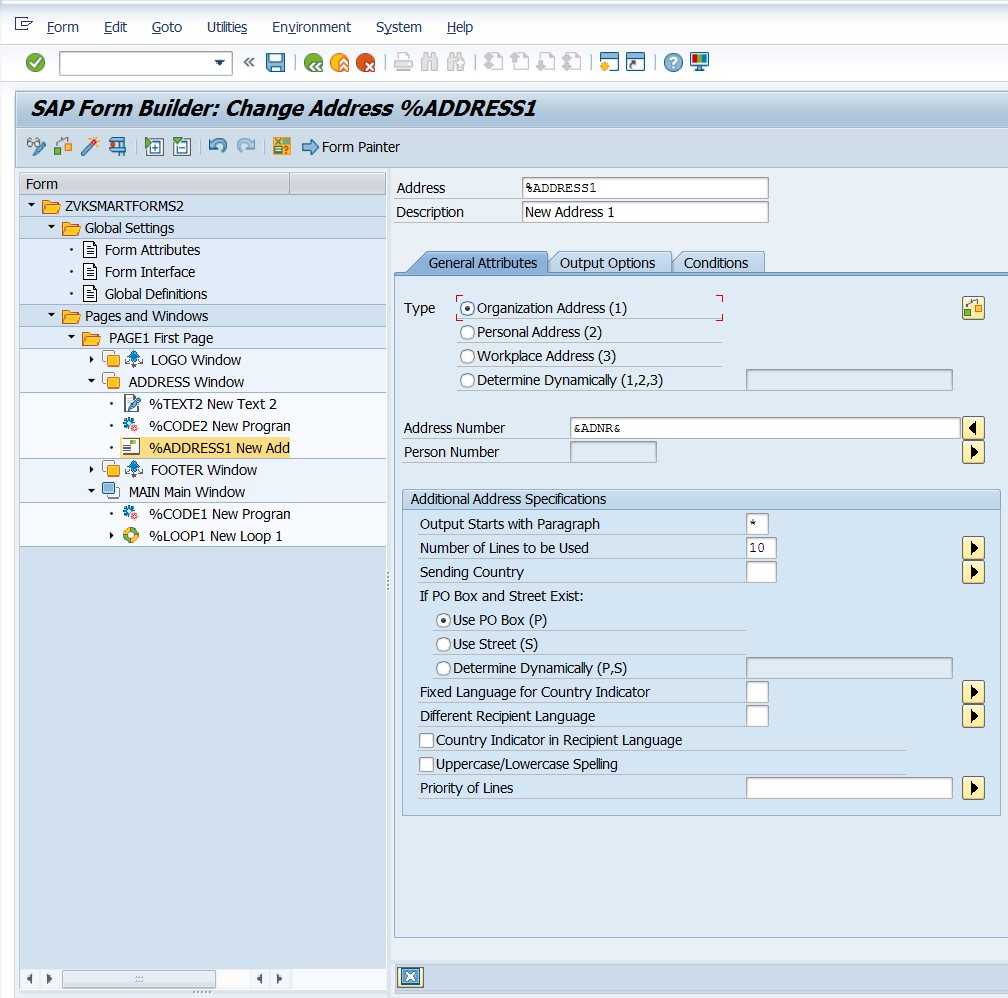 Form Edit Goto Utilities Environment System Help
SAP Form Builder: Change Address %ADDRESS1
Form Painter
Form
ZVKSMARTFORMS2
Global Settings
Form Attributes
Form Interface
Global Definitions
Pages and Windows
PAGE1 First Page
LOGO Window
ADDRESS Window
%TEXT2 New Text 2
%CODE2 New Program
%ADDRESS1 New Add
FOOTER Window
MAIN Main Window
%CODE1 New Program
%LOOP1 New Loop 1
Address %ADDRESS1
Description New Address 1
General Attributes Output Options Conditions
Type Organization Address (1)
Personal Address (2)
Workplace Address (3)
Determine Dynamically (1,2,3)
Address Number &ADNR&
Person Number
Additional Address Specifications
Output Starts with Paragraph *
Number of Lines to be Used 10
Sending Country
If PO Box and Street Exist:
Use PO Box (P)
Use Street (S)
Determine Dynamically (P,S)
Fixed Language for Country Indicator
Different Recipient Language
Country Indicator in Recipient Language
Uppercase/Lowercase Spelling
Priority of Lines